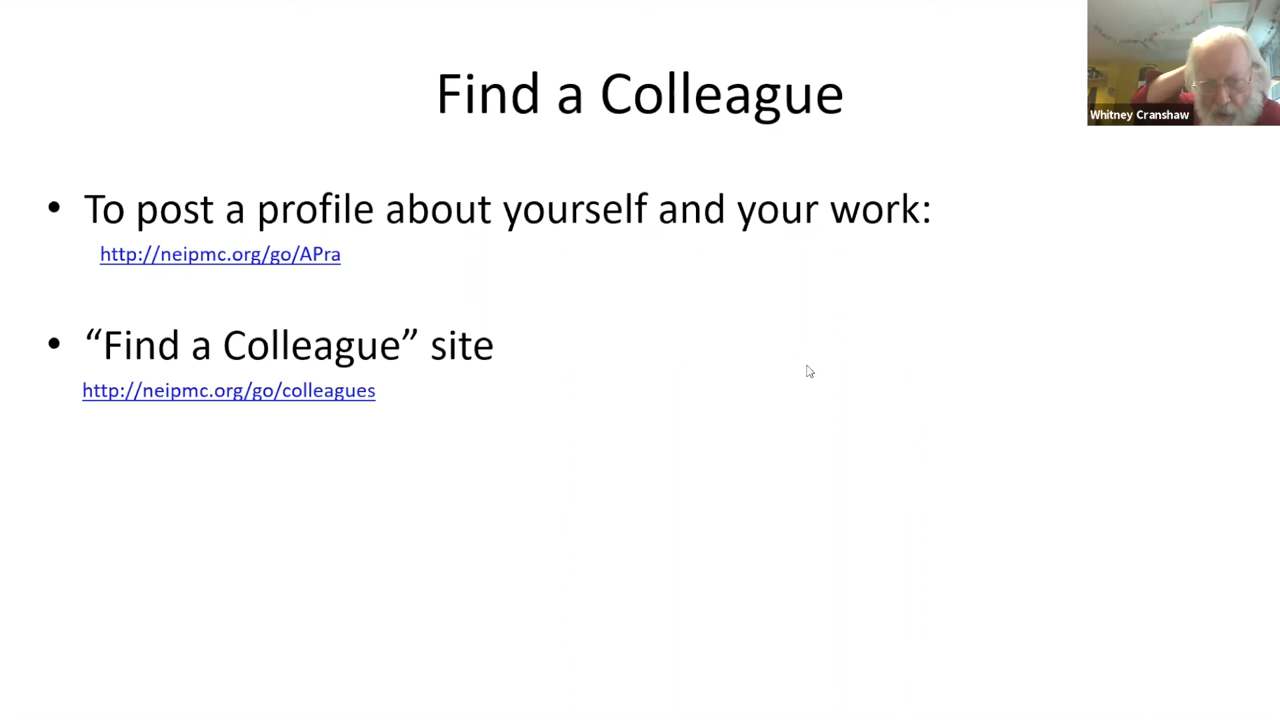 Find a Colleague
Whitney Cranshaw
• To post a profile about yourself and your work:
http://neipmc.org/go/APra
• “Find a Colleague” site
http://neipmc.org/go/colleagues